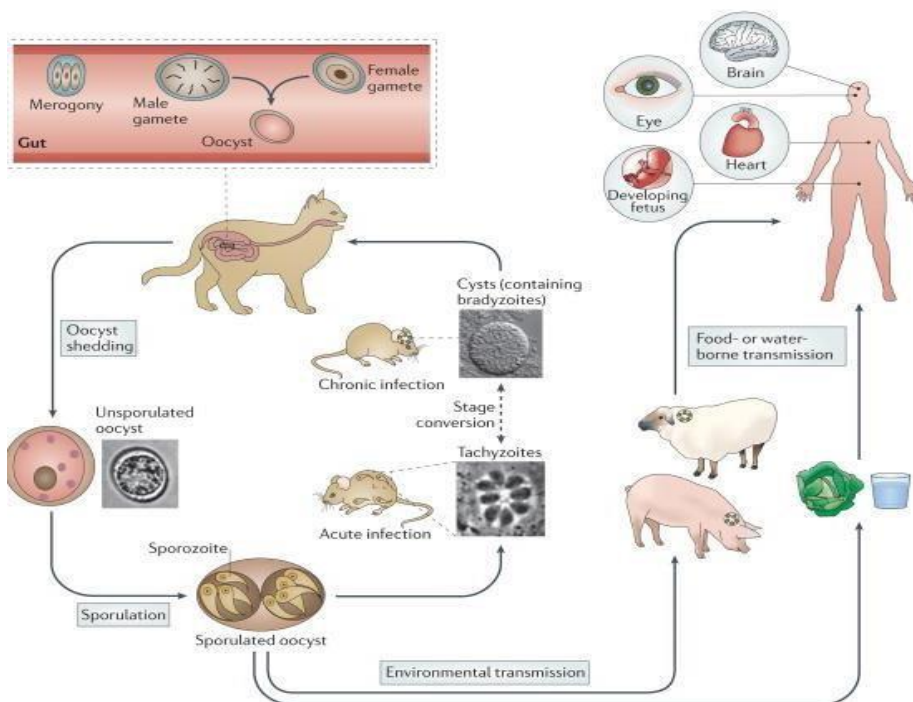 Merogony
Male
gamete
Female
gamete
Oocyst
Gut
Brain
Eye
Heart
Developing
fetus
Oocyst
shedding
Cysts (containing
bradyzoites)
Chronic infection
Stage
conversion
Unsporulated
oocyst
Tachyzoites
Acute infection
Sporozoite
Sporulation
Sporulated oocyst
Food- or water-
borne transmission
Environmental transmission